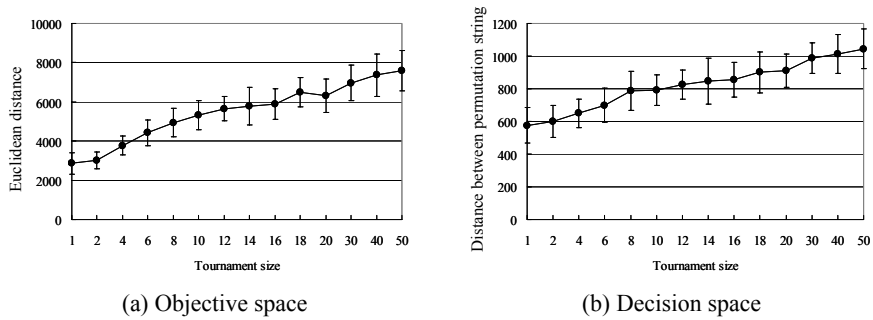 10000
8000
6000
4000
2000
0
Euclidean distance
1 2 4 6 8 10 12 14 16 18 20 30 40 50
Tournament size
(a) Objective space
1200
1000
800
600
400
200
0
Distance between permutation string
1 2 4 6 8 10 12 14 16 18 20 30 40 50
Tournament size
(b) Decision space